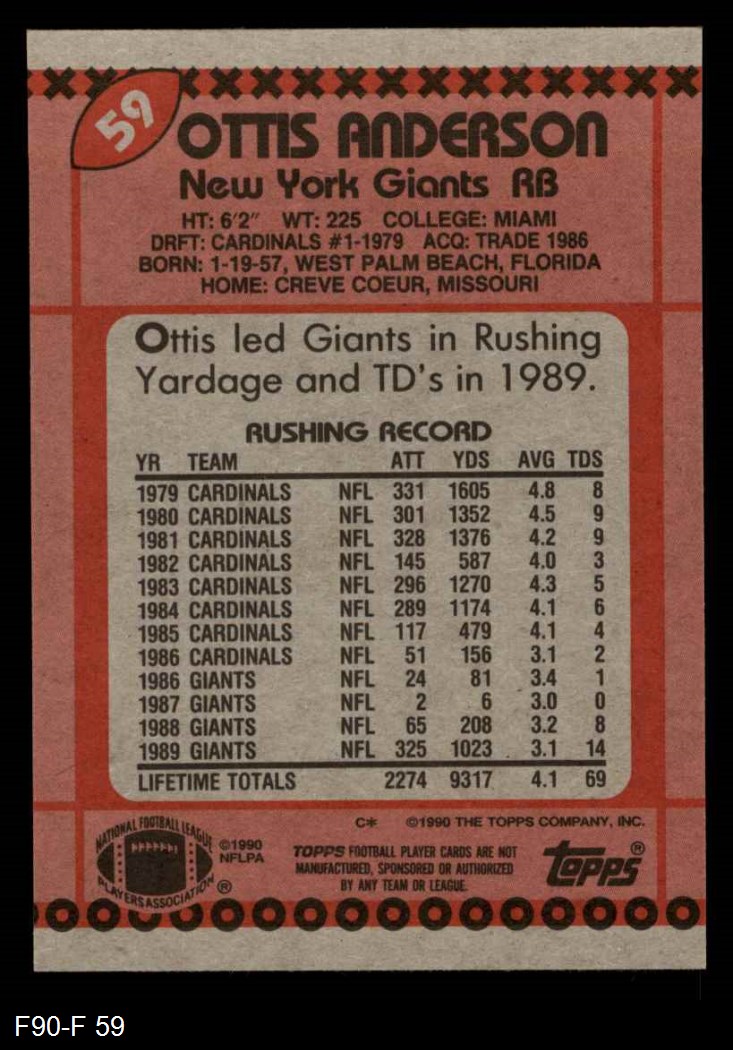 59
OTTIS ANDERSON
New York Giants RB
HT: 6'2" WT: 225 COLLEGE: MIAMI
DRFT: CARDINALS #1-1979 ACQ: TRADE 1986
BORN: 1-19-57, WEST PALM BEACH, FLORIDA
HOME: CREVE COEUR, MISSOURI
Ottis led Giants in Rushing
Yardage and TD's in 1989.
RUSHING RECORD
YR TEAM ATT YDS AVG TDS
1979 CARDINALS NFL 331 1605 4.8 8
1980 CARDINALS NFL 301 1352 4.5 9
1981 CARDINALS NFL 328 1376 4.2 9
1982 CARDINALS NFL 145 587 4.0 3
1983 CARDINALS NFL 296 1270 4.3 5
1984 CARDINALS NFL 289 1174 4.1 6
1985 CARDINALS NFL 117 479 4.1 4
1986 CARDINALS NFL 51 156 3.1 2
1986 GIANTS NFL 24 81 3.4 1
1987 GIANTS NFL 2 6 3.0 0
1988 GIANTS NFL 65 208 3.2 8
1989 GIANTS NFL 325 1023 3.1 14
LIFETIME TOTALS 2274 9317 4.1 69
C* ©1990 THE TOPPS COMPANY, INC.
NATIONAL FOOTBALL LEAGUE
PLAYERS ASSOCIATION ®
©1990
NFLPA
TOPPS FOOTBALL PLAYER CARDS ARE NOT
MANUFACTURED, SPONSORED OR AUTHORIZED
BY ANY TEAM OR LEAGUE.
Topps®
F90-F 59